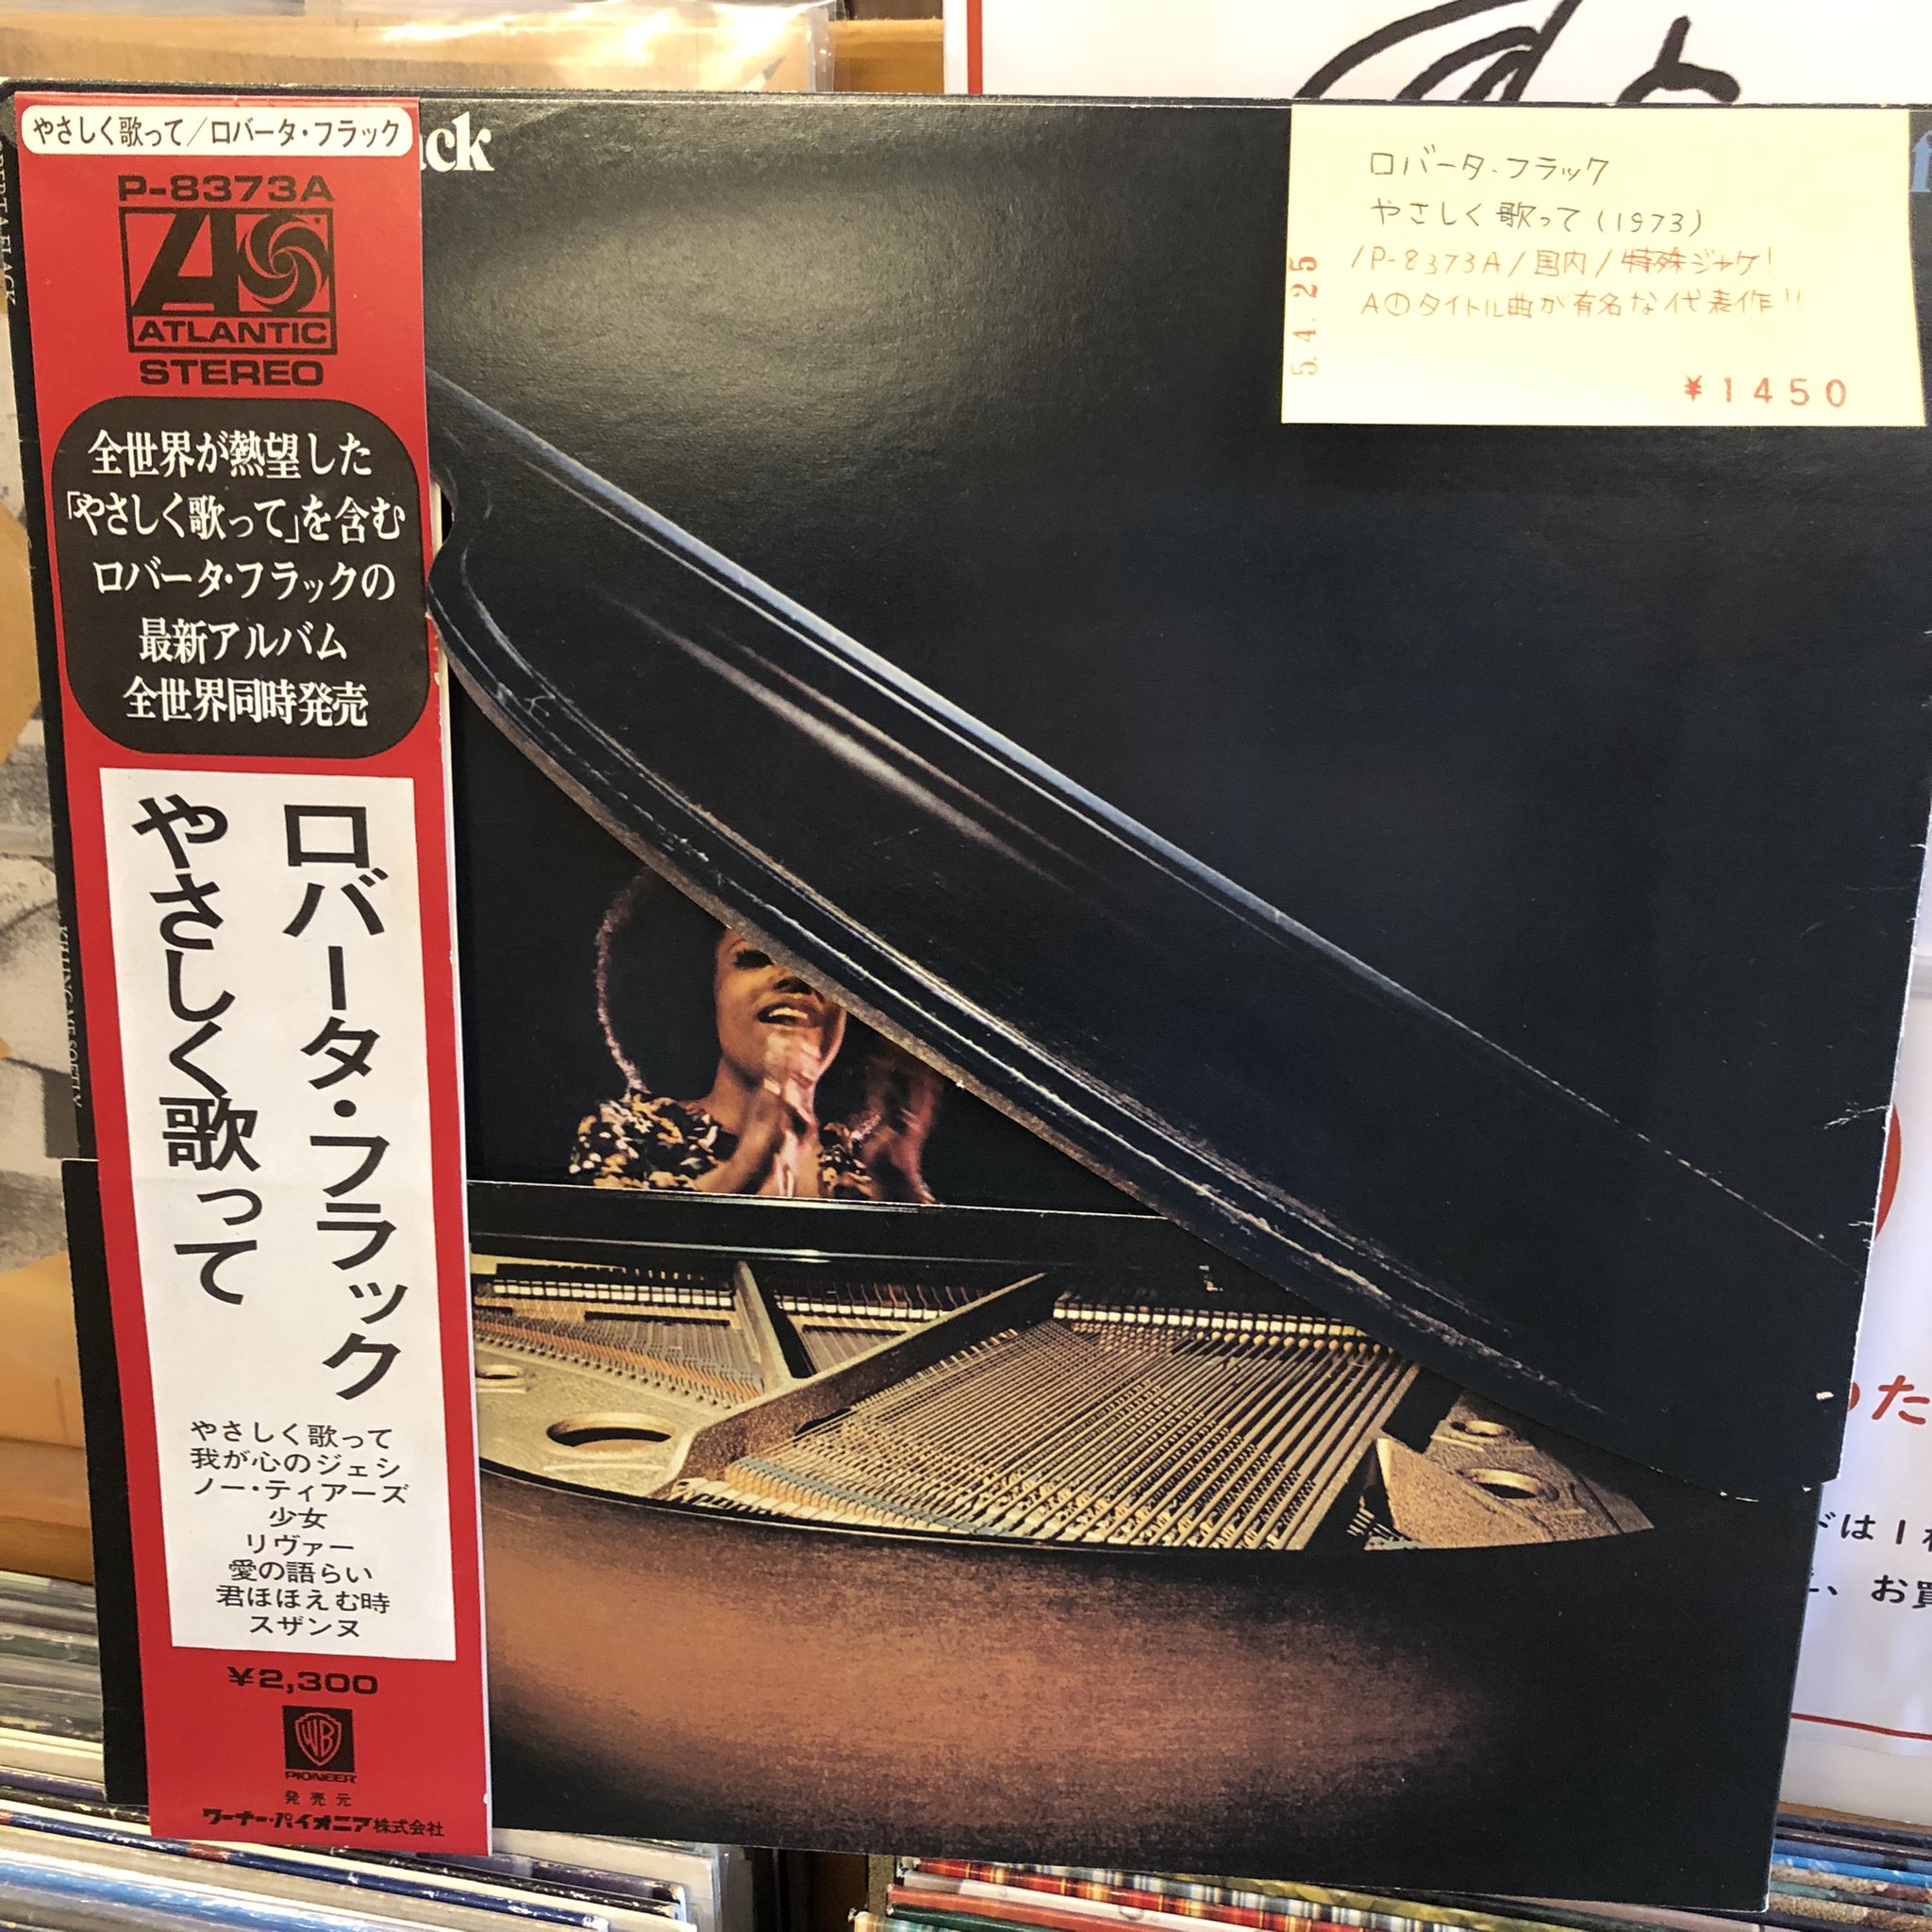 やさしく歌って/ロバータ・フラック
P-8373A
ATLANTIC
STEREO
全世界が熱望した
「やさしく歌って」を含む
ロバータ・フラックの
最新アルバム
全世界同時発売
ロバータ・フラック
やさしく歌って
やさしく歌って
我が心のジェシ
ノー・ティアーズ
少女
リヴァー
愛の語らい
君ほほえむ時
スザンヌ
¥2,300
WB
PIONEER
発売元
ワーナー・パイオニア株式会社
ack
ロバータ・フラック
やさしく歌って(1973)
/P-8373A/国内/特殊ジャケ!
A①タイトル曲が有名な代表作!!
¥1450
5.4.25
KILLING ME SOFTLY
た
ドは1
、お買